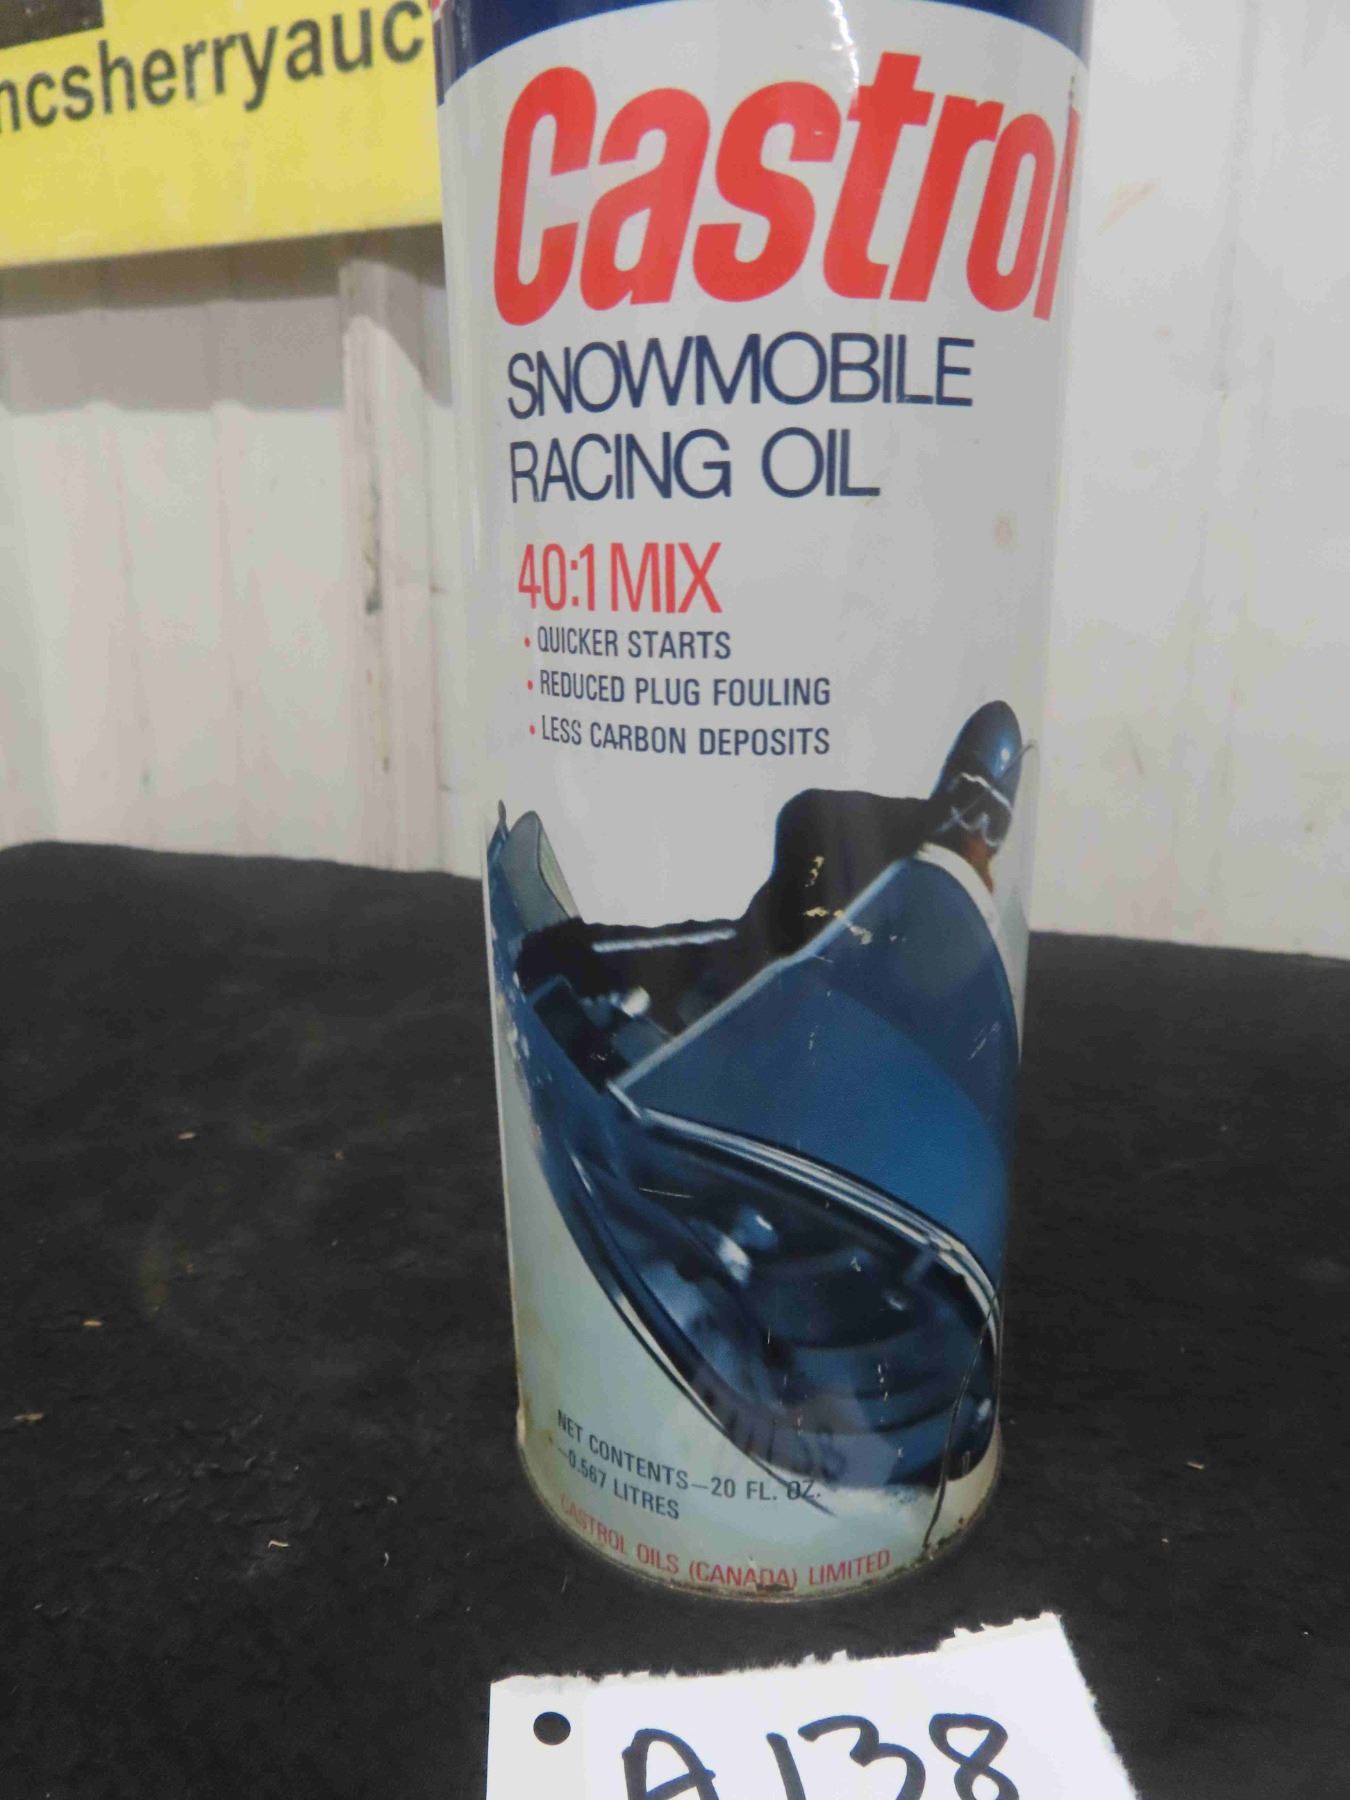 mcsherryauc
Castrol
SNOWMOBILE
RACING OIL
40:1 MIX
• QUICKER STARTS
• REDUCED PLUG FOULING
• LESS CARBON DEPOSITS
NET CONTENTS—20 FL. OZ.
—0.567 LITRES
CASTROL OILS (CANADA) LIMITED
A138